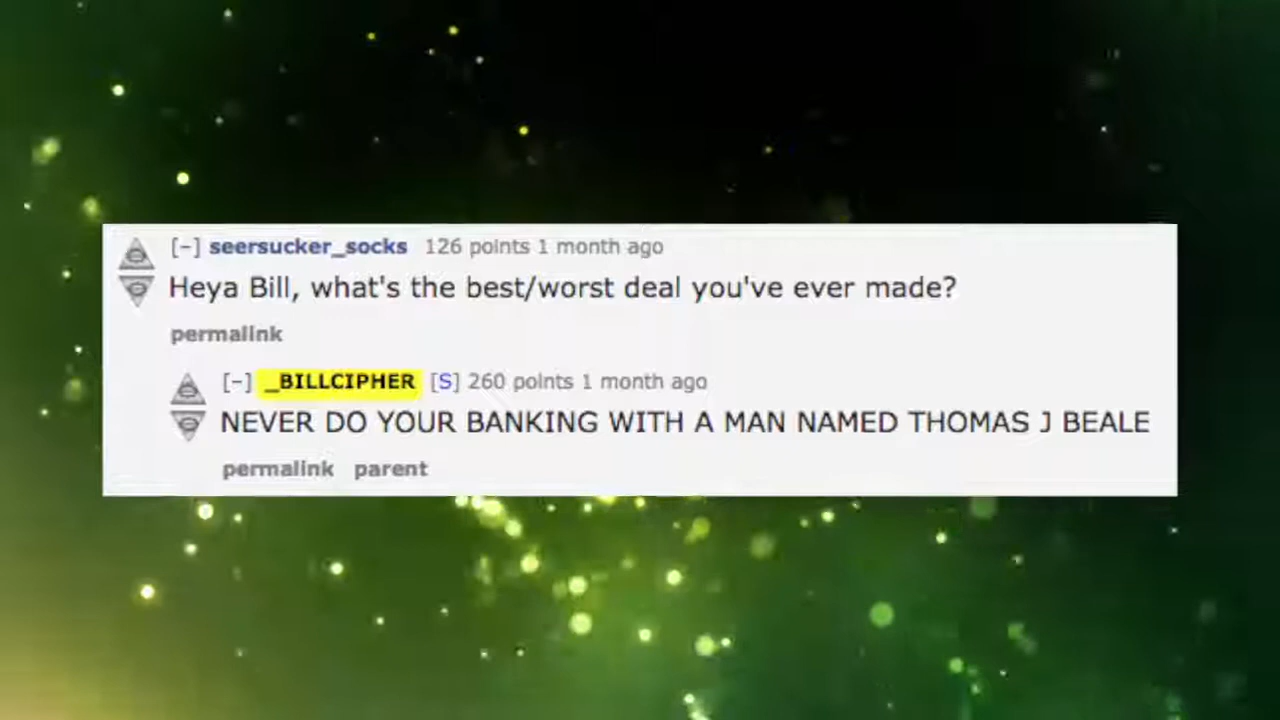 [–] seersucker_socks 126 points 1 month ago
Heya Bill, what's the best/worst deal you've ever made?
permalink
[–] _BILLCIPHER [S] 260 points 1 month ago
NEVER DO YOUR BANKING WITH A MAN NAMED THOMAS J BEALE
permalink parent